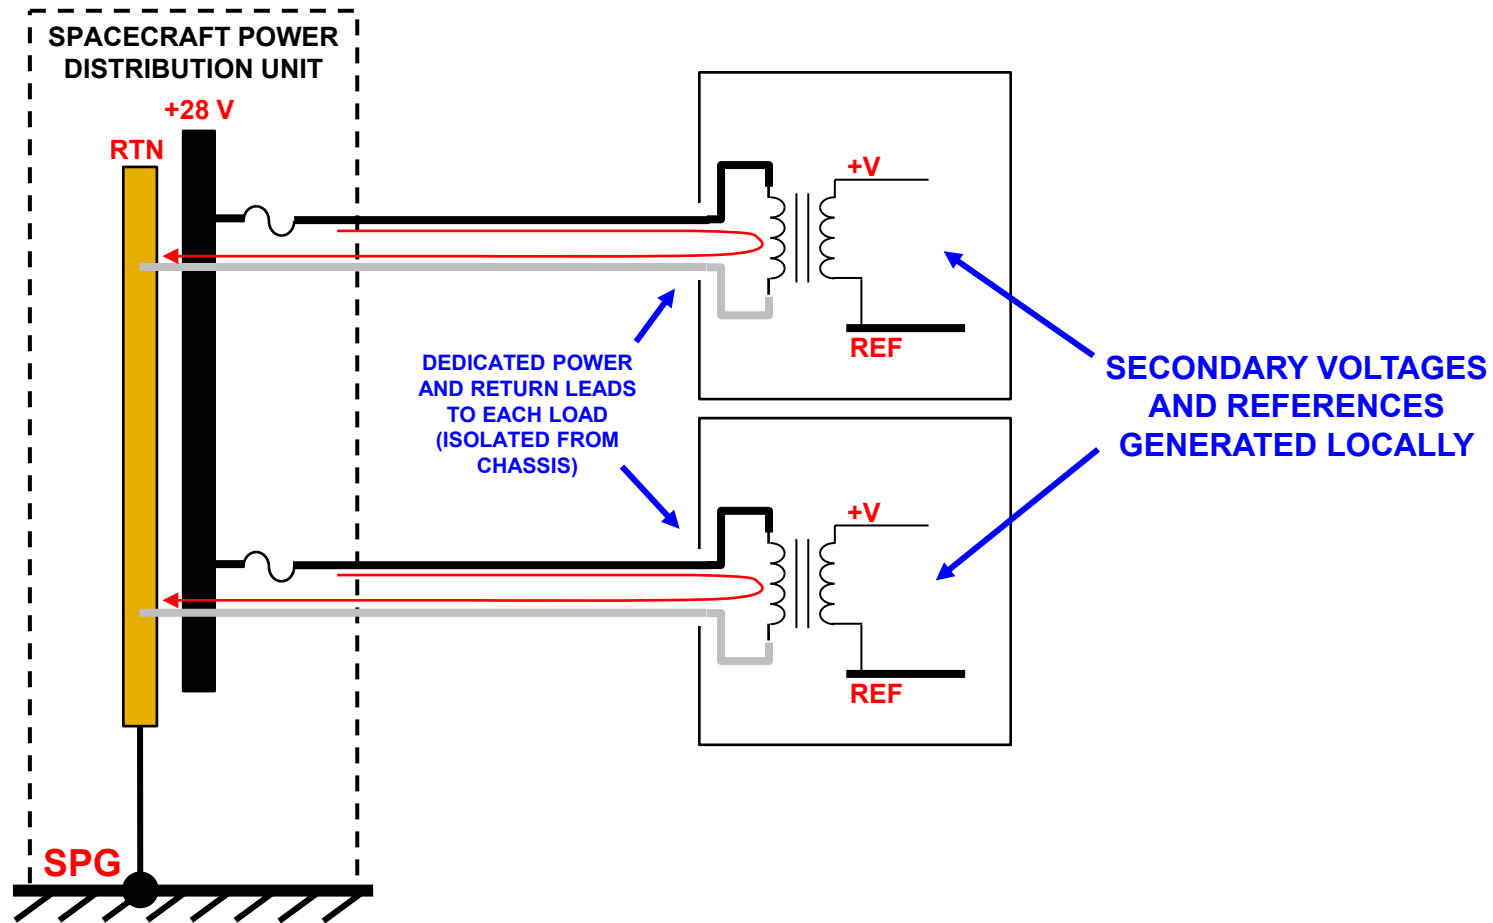 SPACECRAFT POWER
DISTRIBUTION UNIT
+28 V
RTN
+V
REF
DEDICATED POWER
AND RETURN LEADS
TO EACH LOAD
(ISOLATED FROM
CHASSIS)
SECONDARY VOLTAGES
AND REFERENCES
GENERATED LOCALLY
+V
REF
SPG